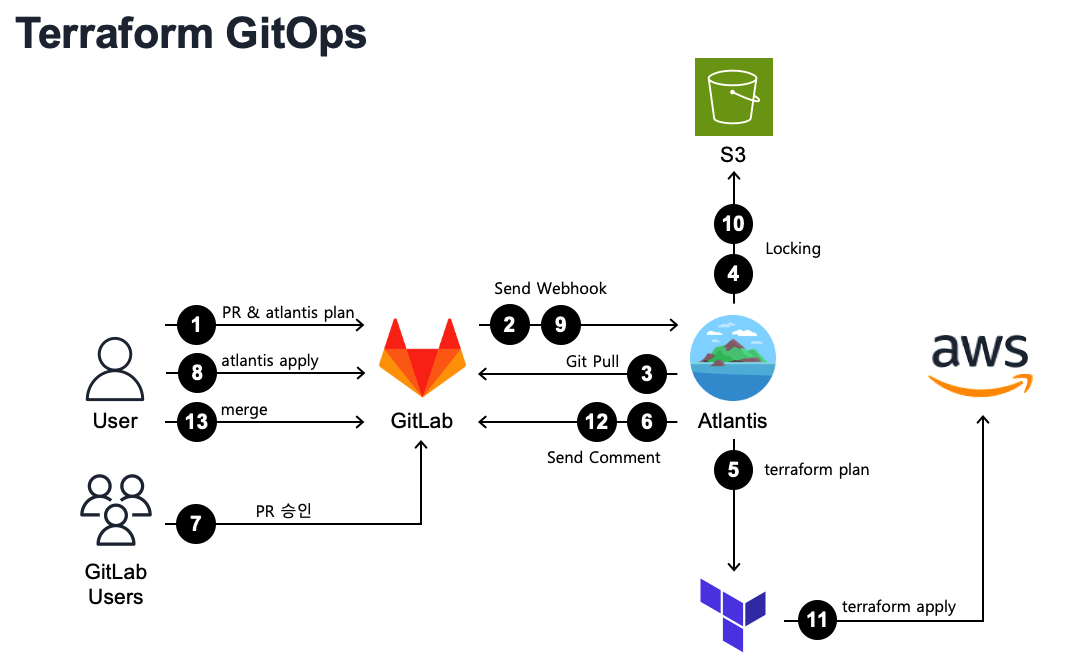 Terraform GitOps
S3
10
Locking
4
Send Webhook
1
PR & atlantis plan
2
9
8
atlantis apply
Git Pull
3
aws
User
13
merge
GitLab
12
6
Atlantis
Send Comment
5
terraform plan
7
PR 승인
GitLab
Users
11
terraform apply